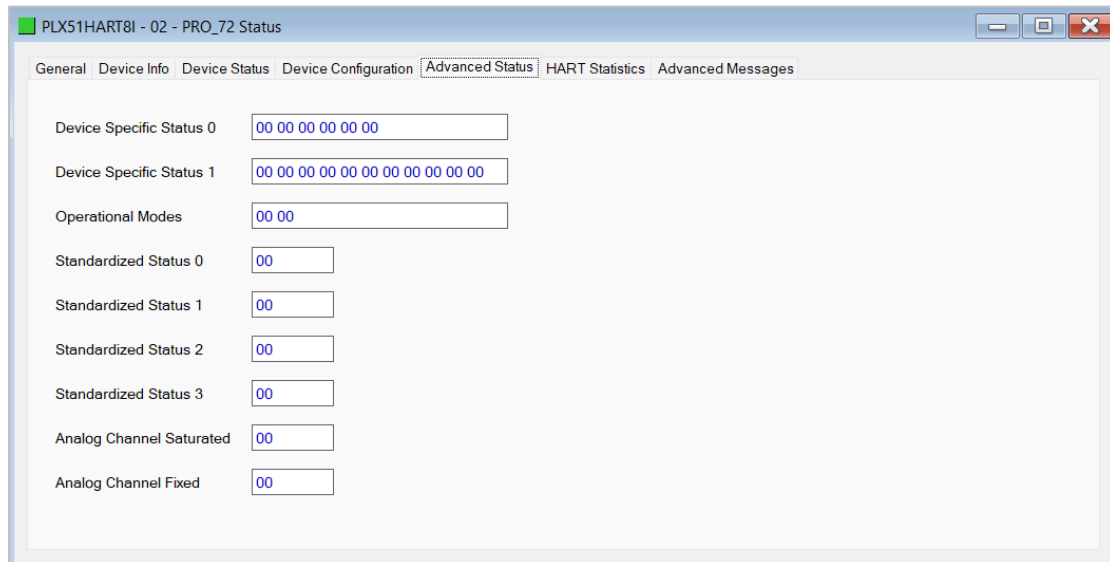 PLX51HART8I - 02 - PRO_72 Status
General Device Info Device Status Device Configuration Advanced Status HART Statistics Advanced Messages
Device Specific Status 0 00 00 00 00 00 00
Device Specific Status 1 00 00 00 00 00 00 00 00 00 00 00
Operational Modes 00 00
Standardized Status 0 00
Standardized Status 1 00
Standardized Status 2 00
Standardized Status 3 00
Analog Channel Saturated 00
Analog Channel Fixed 00